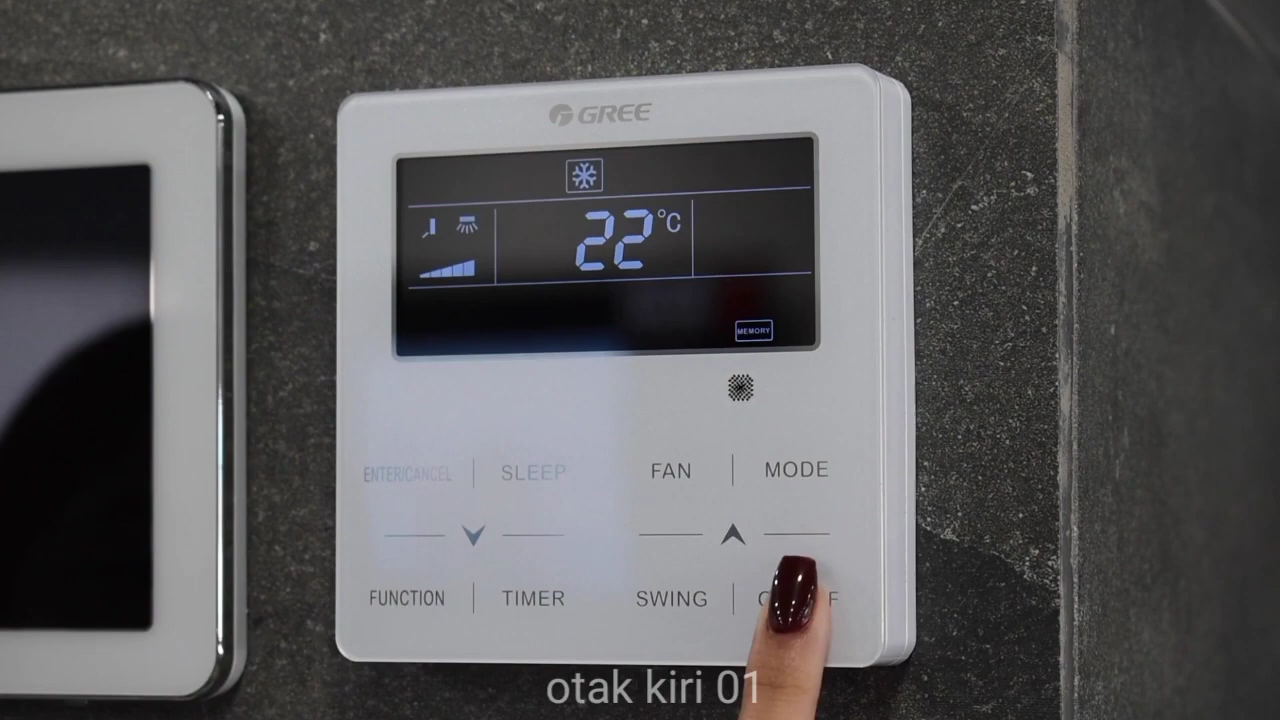 GREE
22°C
MEMORY
ENTER/CANCEL SLEEP FAN MODE
FUNCTION TIMER SWING
otak kiri 01